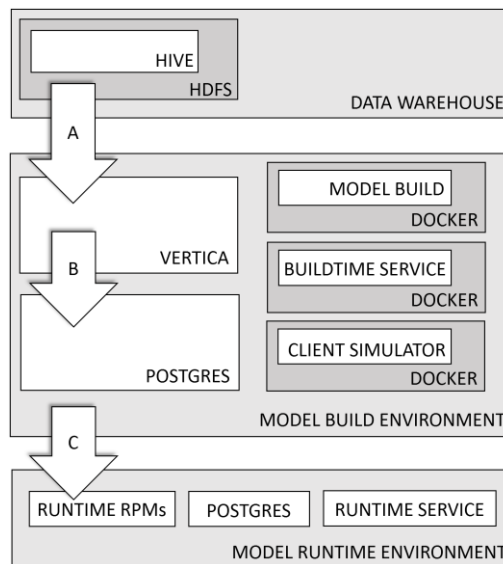 HIVE
HDFS
DATA WAREHOUSE
A
MODEL BUILD
DOCKER
VERTICA
B
BUILDTIME SERVICE
DOCKER
CLIENT SIMULATOR
POSTGRES
DOCKER
MODEL BUILD ENVIRONMENT
C
RUNTIME RPMs
POSTGRES
RUNTIME SERVICE
MODEL RUNTIME ENVIRONMENT